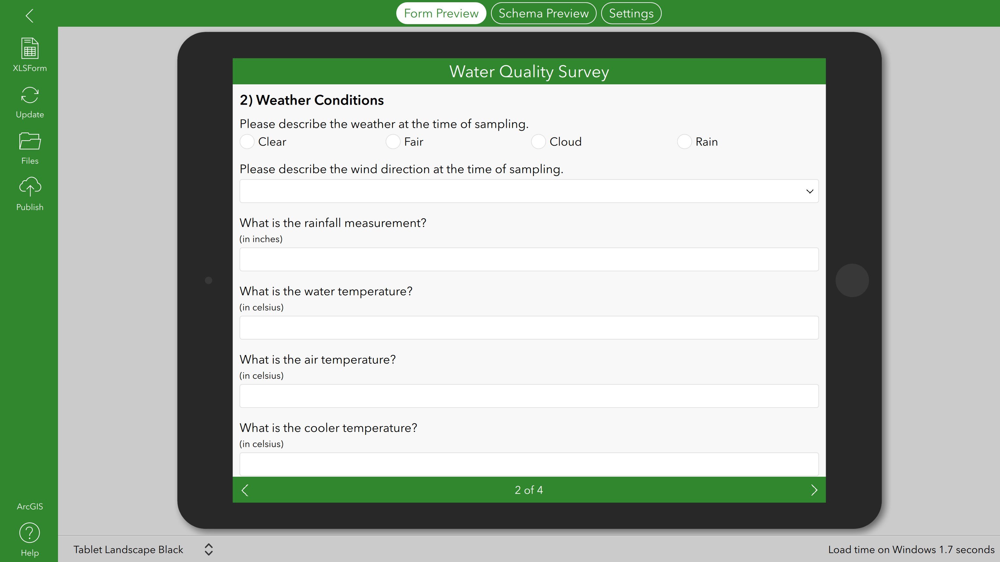 Form Preview
Schema Preview
Settings
XLSForm
Update
Files
Publish
ArcGIS
Help
Water Quality Survey
2) Weather Conditions
Please describe the weather at the time of sampling.
Clear
Fair
Cloud
Rain
Please describe the wind direction at the time of sampling.
What is the rainfall measurement?
(in inches)
What is the water temperature?
(in celsius)
What is the air temperature?
(in celsius)
What is the cooler temperature?
(in celsius)
2 of 4
Tablet Landscape Black
Load time on Windows 1.7 seconds